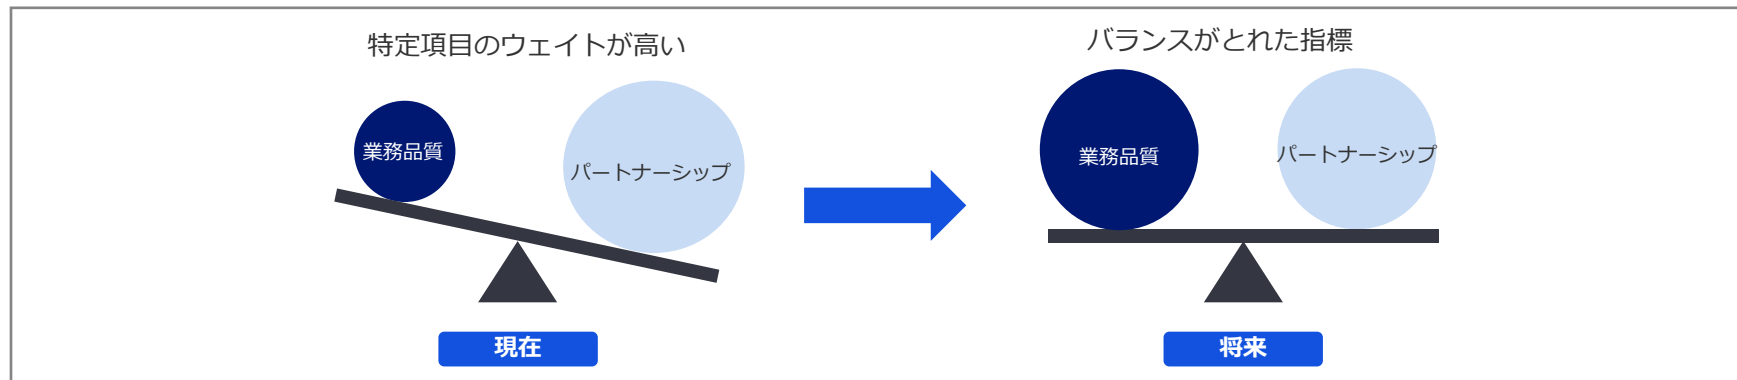 特定項目のウェイトが高い
業務品質
パートナーシップ
現在
バランスがとれた指標
業務品質
パートナーシップ
将来